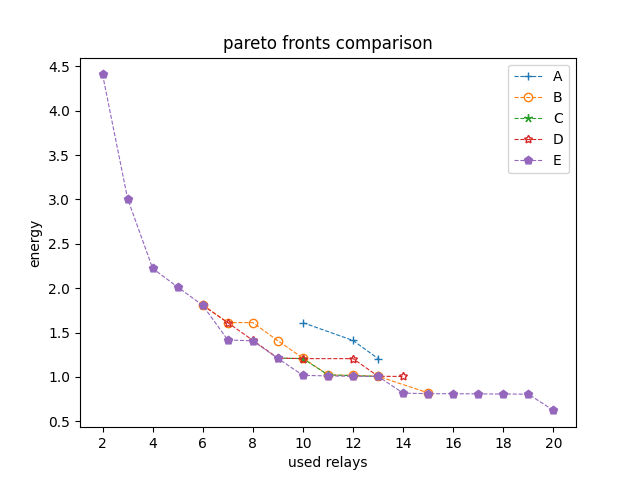 pareto fronts comparison
energy
4.5
4.0
3.5
3.0
2.5
2.0
1.5
1.0
0.5
A
B
C
D
E
2 4 6 8 10 12 14 16 18 20
used relays